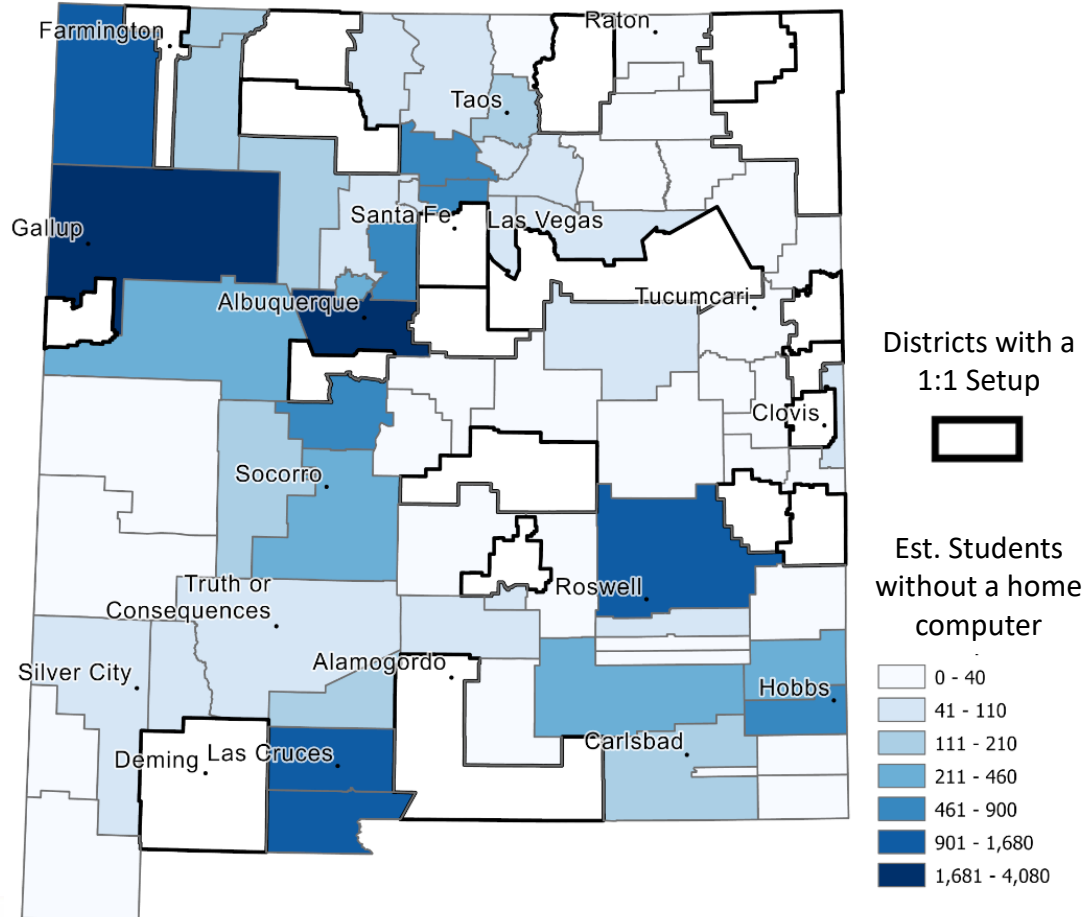 Raton
Farmington
Taos
Santa Fe
Las Vegas
Gallup
Albuquerque
Tucumcari
Clovis
Socorro
Truth or
Consequences
Roswell
Silver City
Alamogordo
Hobbs
Deming
Las Cruces
Carlsbad
Districts with a
1:1 Setup
Est. Students
without a home
computer
0 - 40
41 - 110
111 - 210
211 - 460
461 - 900
901 - 1,680
1,681 - 4,080